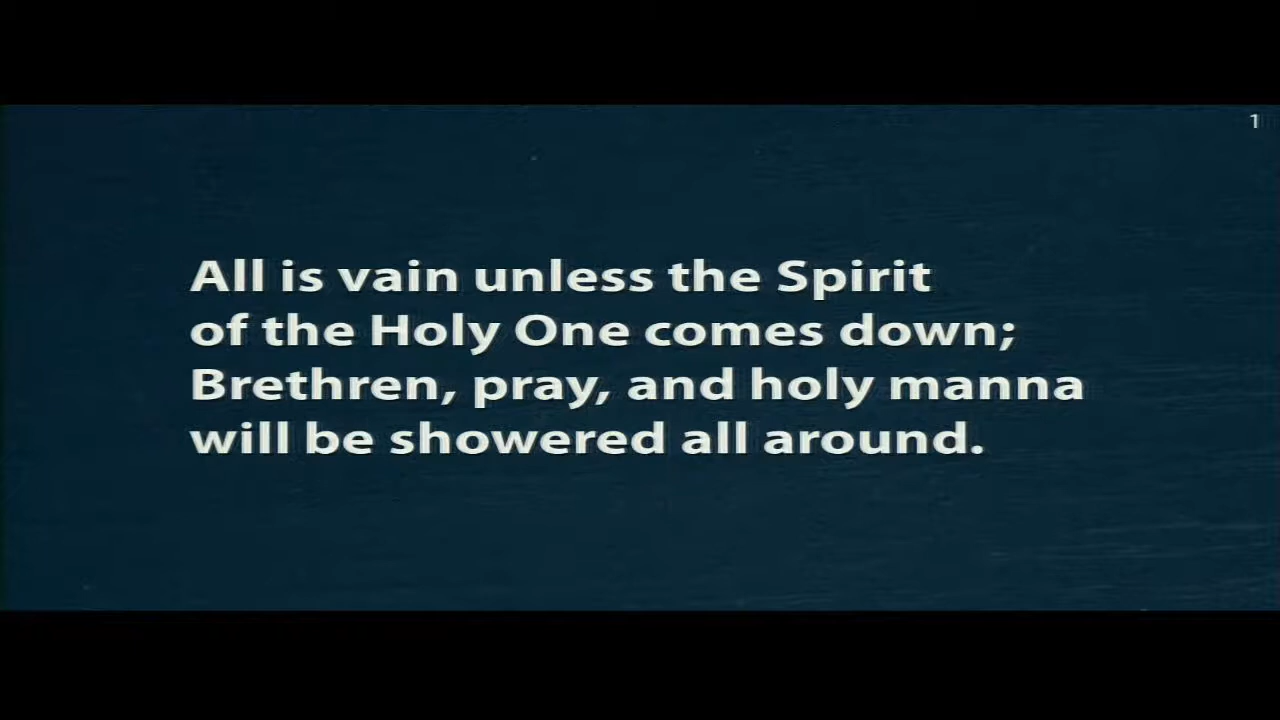 1
All is vain unless the Spirit
of the Holy One comes down;
Brethren, pray, and holy manna
will be showered all around.